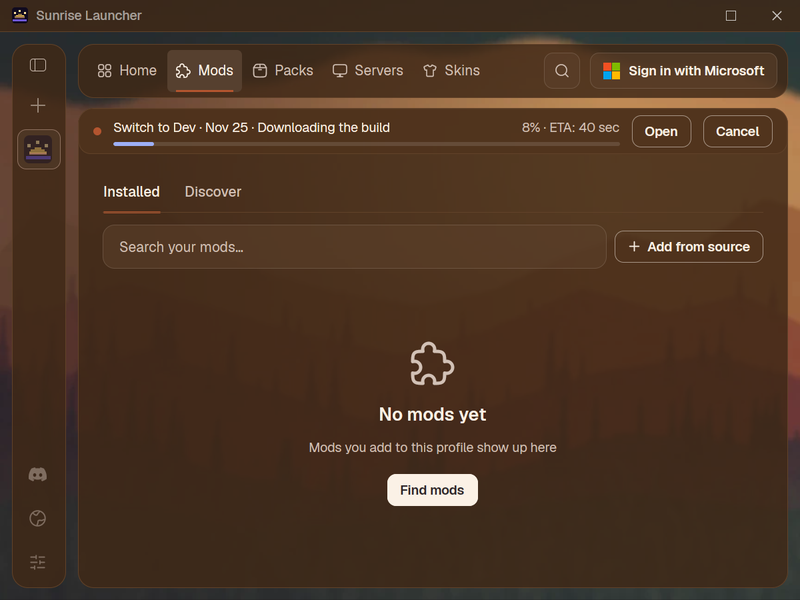 Sunrise Launcher
Home
Mods
Packs
Servers
Skins
Sign in with Microsoft
Switch to Dev · Nov 25 · Downloading the build
8% · ETA: 40 sec
Open
Cancel
Installed
Discover
Search your mods...
Add from source
No mods yet
Mods you add to this profile show up here
Find mods